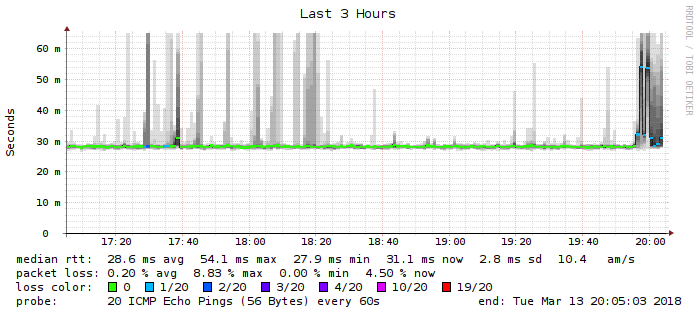 Last 3 Hours
RRDTOOL / TOBI OETIKER
Seconds
60 m
50 m
40 m
30 m
20 m
10 m
0
17:20 17:40 18:00 18:20 18:40 19:00 19:20 19:40 20:00
median rtt: 28.6 ms avg 54.1 ms max 27.9 ms min 31.1 ms now 2.8 ms sd 10.4 am/s
packet loss: 0.20 % avg 8.83 % max 0.00 % min 4.50 % now
loss color: 0 1/20 2/20 3/20 4/20 10/20 19/20
probe: 20 ICMP Echo Pings (56 Bytes) every 60s end: Tue Mar 13 20:05:03 2018